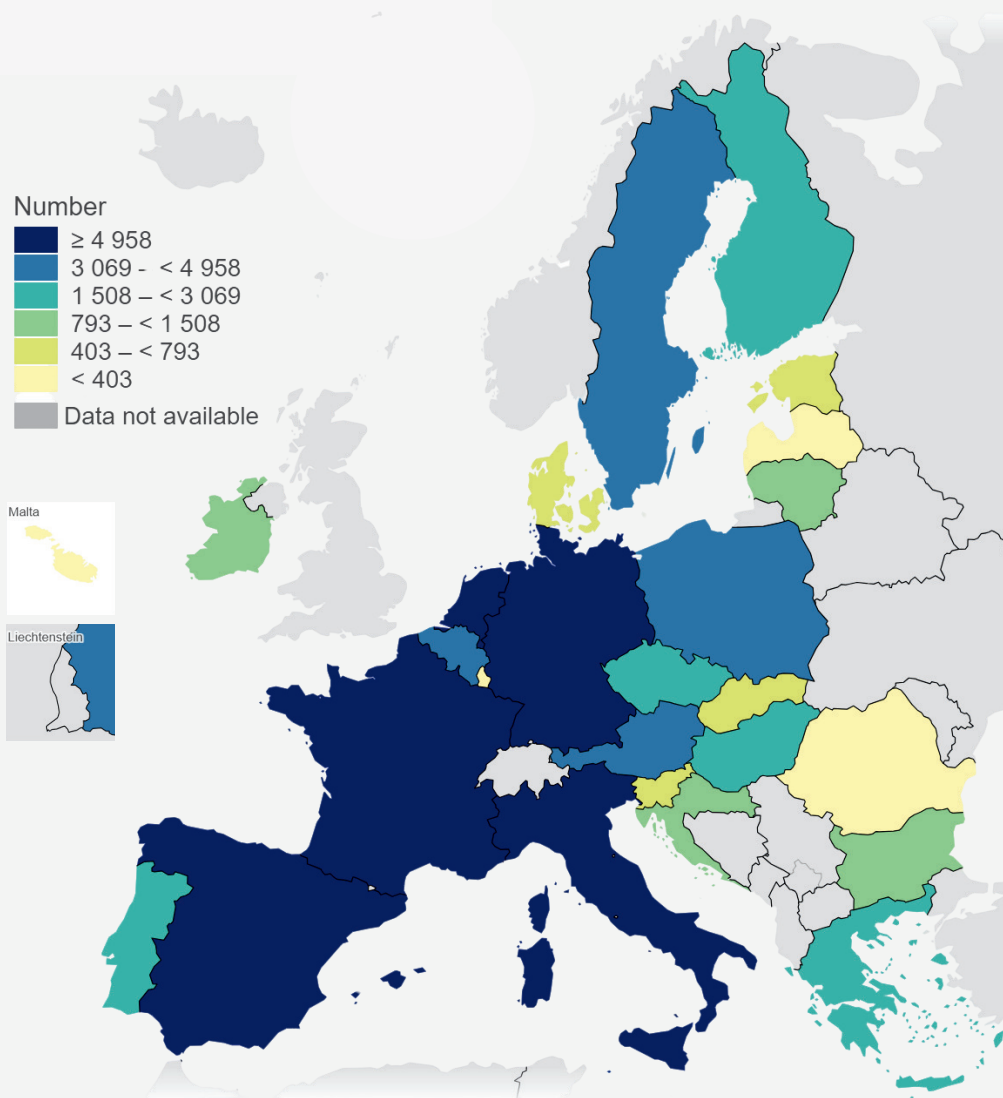 Number
≥ 4 958
3 069 - < 4 958
1 508 – < 3 069
793 – < 1 508
403 – < 793
< 403
Data not available
Malta
Liechtenstein